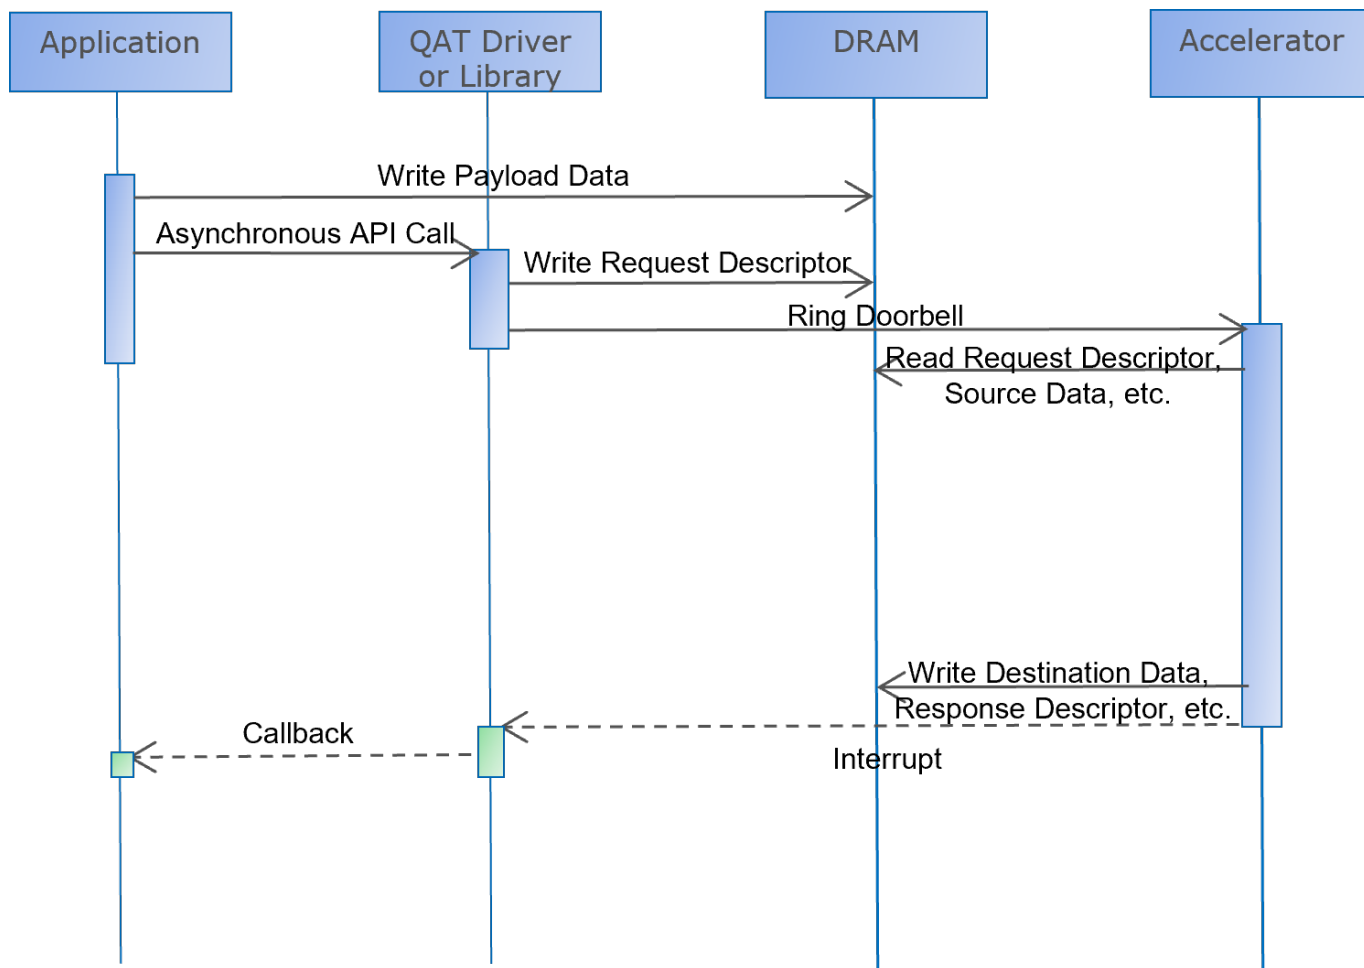 Application
QAT Driver
or Library
DRAM
Accelerator
Write Payload Data
Asynchronous API Call
Write Request Descriptor
Ring Doorbell
Read Request Descriptor,
Source Data, etc.
Write Destination Data,
Response Descriptor, etc.
Callback
Interrupt